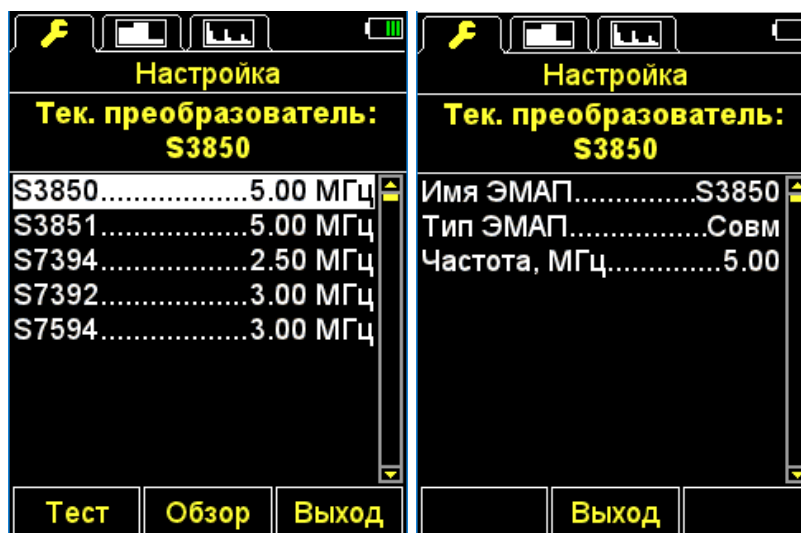 Настройка
Тек. преобразователь:
S3850
S3850..................5.00 МГц
S3851..................5.00 МГц
S7394..................2.50 МГц
S7392..................3.00 МГц
S7594..................3.00 МГц
Тест Обзор Выход
Настройка
Тек. преобразователь:
S3850
Имя ЭМАП...............S3850
Тип ЭМАП.................Совм
Частота, МГц..............5.00
Выход